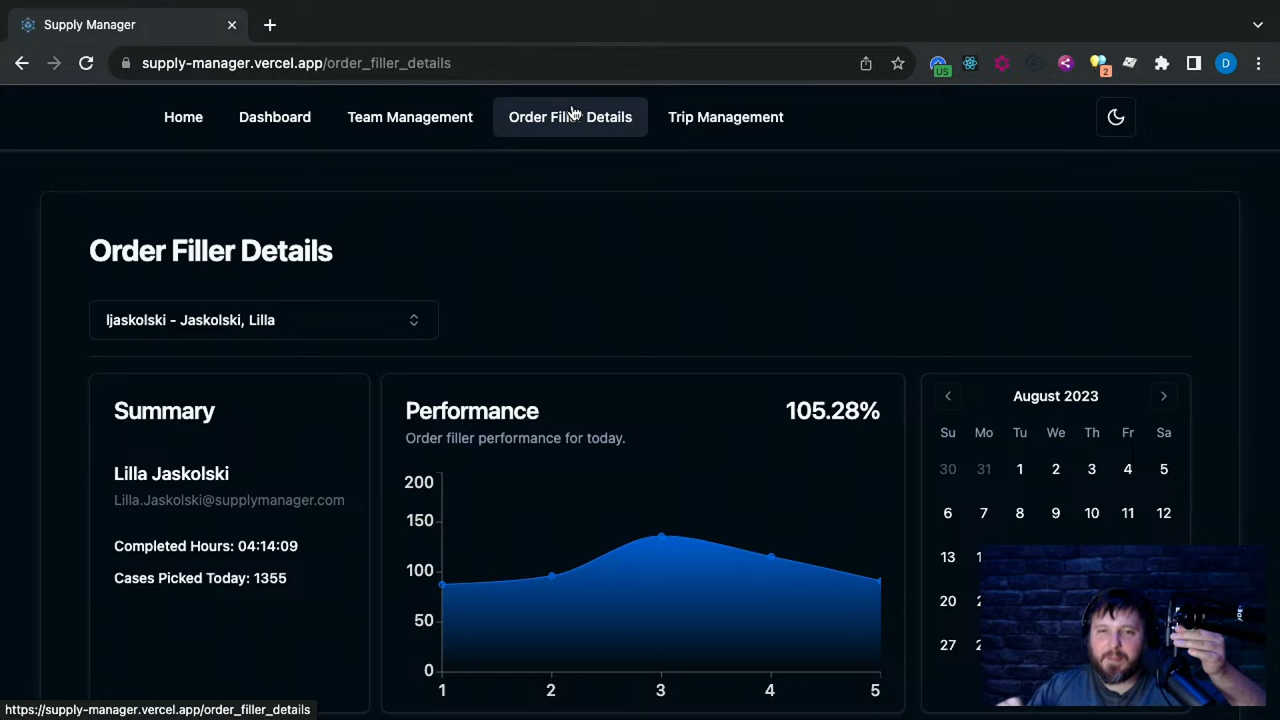 Supply Manager
supply-manager.vercel.app/order_filler_details
US
2
D
Home Dashboard Team Management Order Filler Details Trip Management
Order Filler Details
ljaskolski - Jaskolski, Lilla
Summary
Lilla Jaskolski
Lilla.Jaskolski@supplymanager.com
Completed Hours: 04:14:09
Cases Picked Today: 1355
Performance 105.28%
Order filler performance for today.
200
150
100
50
0
1 2 3 4 5
August 2023
Su Mo Tu We Th Fr Sa
30 31 1 2 3 4 5
6 7 8 9 10 11 12
13
20
27
https://supply-manager.vercel.app/order_filler_details